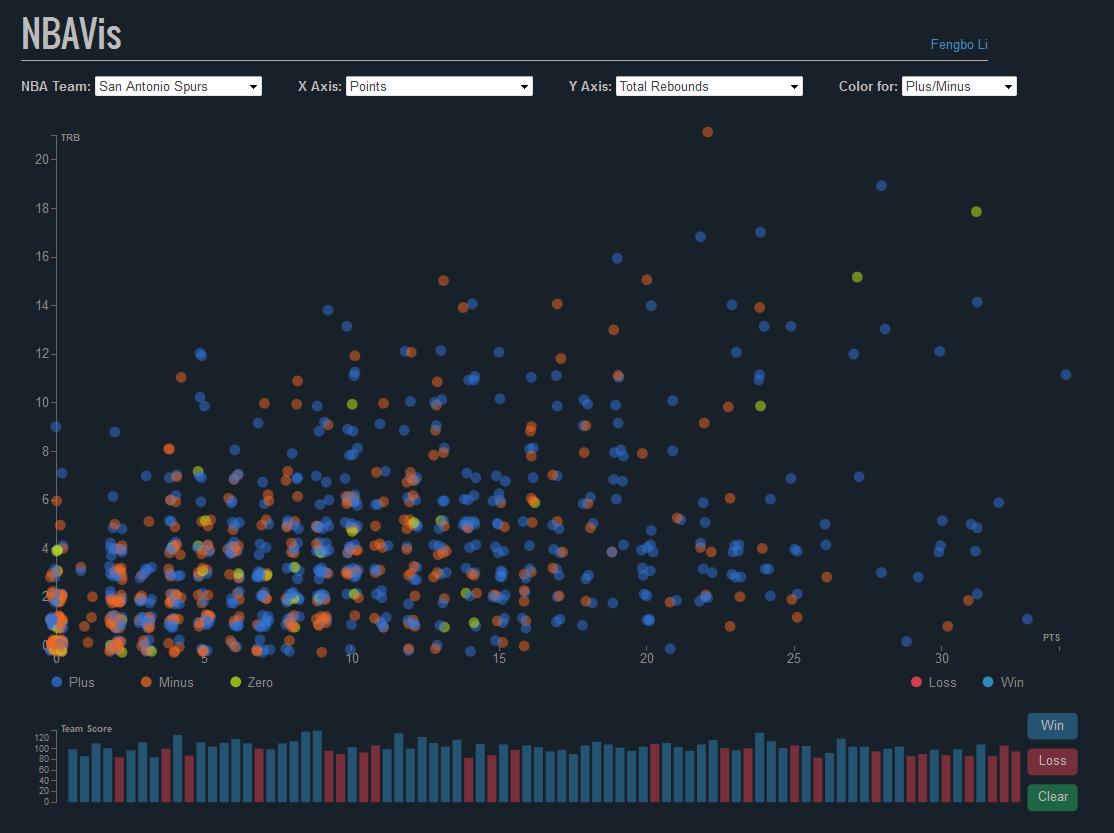 NBAVis
Fengbo Li
NBA Team: San Antonio Spurs X Axis: Points Y Axis: Total Rebounds Color for: Plus/Minus
TRB
20
18
16
14
12
10
8
6
4
2
0
PTS
0 5 10 15 20 25 30
Plus Minus Zero Loss Win
Team Score
120
100
80
60
40
20
0
Win
Loss
Clear